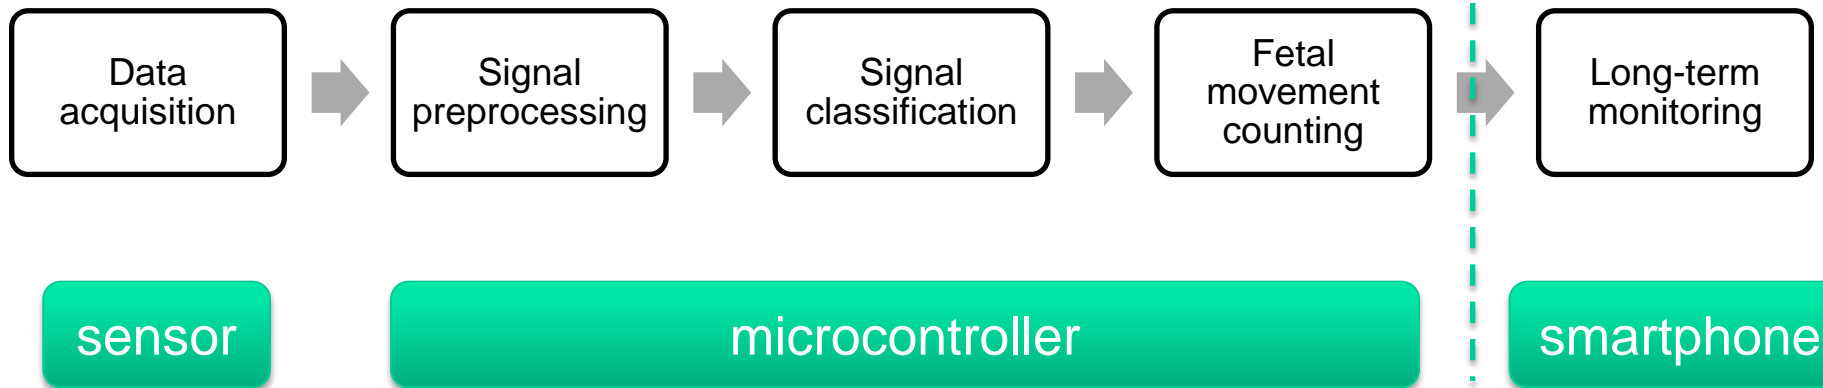 Data
acquisition
Signal
preprocessing
Signal
classification
Fetal
movement
counting
Long-term
monitoring
sensor
microcontroller
smartphone